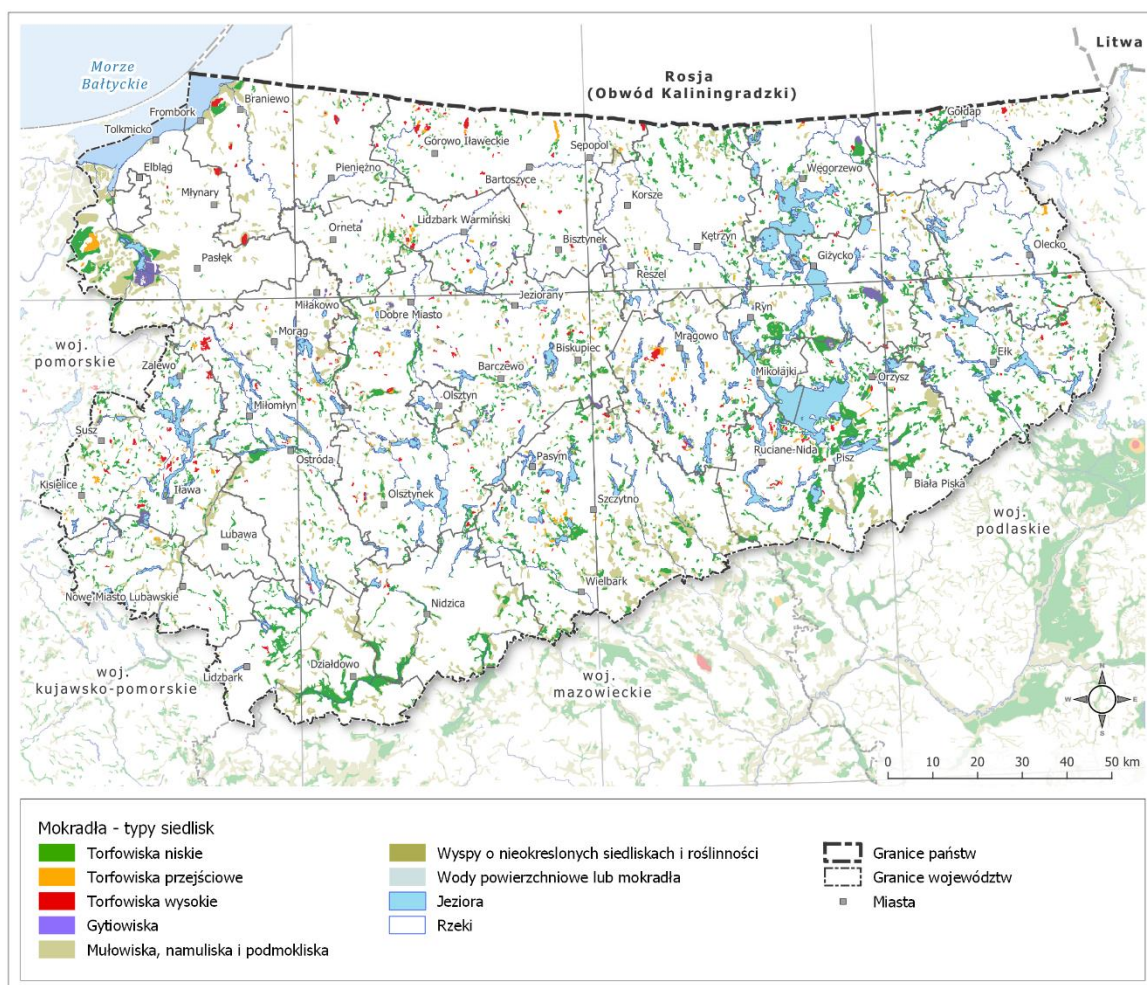 Litwa
Morze
Bałtyckie
Rosja
(Obwód Kaliningradzki)
Braniewo
Frombork
Tolkmicko
Gołdap
Górowo Iławeckie
Sępopol
Elbląg
Pieniężno
Bartoszyce
Węgorzewo
Młynary
Korsze
Lidzbark Warmiński
Orneta
Bisztynek
Kętrzyn
Olecko
Pasłęk
Reszel
Giżycko
Miłakowo
Jeziorany
Dobre Miasto
Ryn
woj.
pomorskie
Morąg
Biskupiec
Mrągowo
Zalewo
Barczewo
Ełk
Mikołajki
Orzysz
Miłomłyn
Olsztyn
Susz
Ostróda
Pasym
Ruciane-Nida
Pisz
Kisielice
Iława
Olsztynek
Biała Piska
Szczytno
woj.
podlaskie
Lubawa
Nowe Miasto Lubawskie
Wielbark
Nidzica
Lidzbark
Działdowo
woj.
kujawsko-pomorskie
woj.
mazowieckie
N
W
E
S
0 10 20 30 40 50 km
Mokradła - typy siedlisk
Torfowiska niskie
Torfowiska przejściowe
Torfowiska wysokie
Gytiowiska
Mułowiska, namuliska i podmokliska
Wyspy o nieokreslonych siedliskach i roślinności
Wody powierzchniowe lub mokradła
Jeziora
Rzeki
Granice państw
Granice województw
Miasta